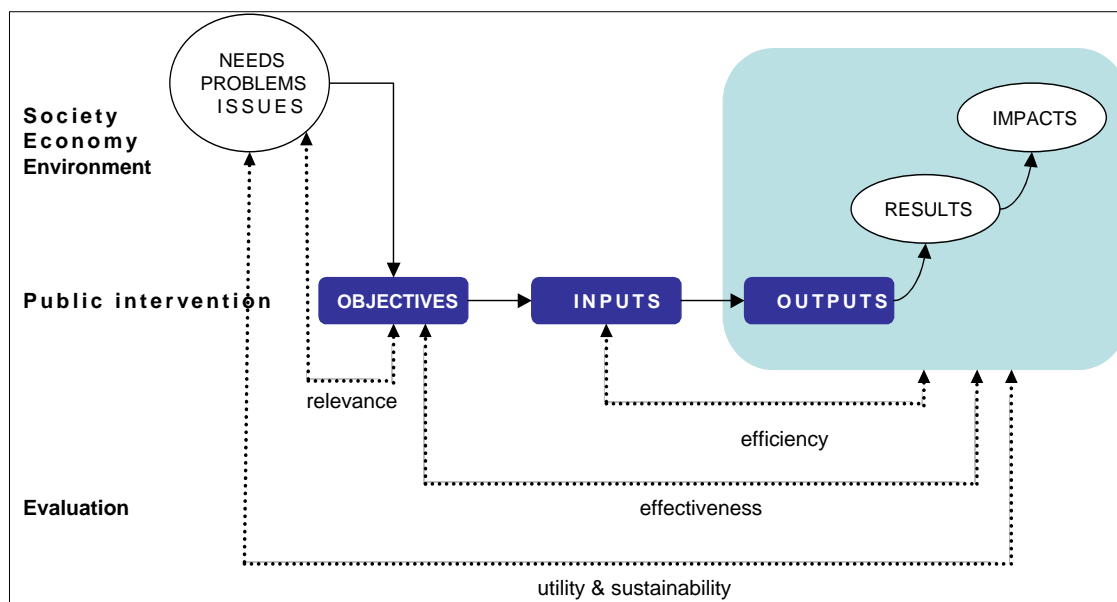 NEEDS
PROBLEMS
ISSUES
Society
Economy
Environment
IMPACTS
RESULTS
Public intervention
OBJECTIVES
INPUTS
OUTPUTS
relevance
efficiency
Evaluation
effectiveness
utility & sustainability